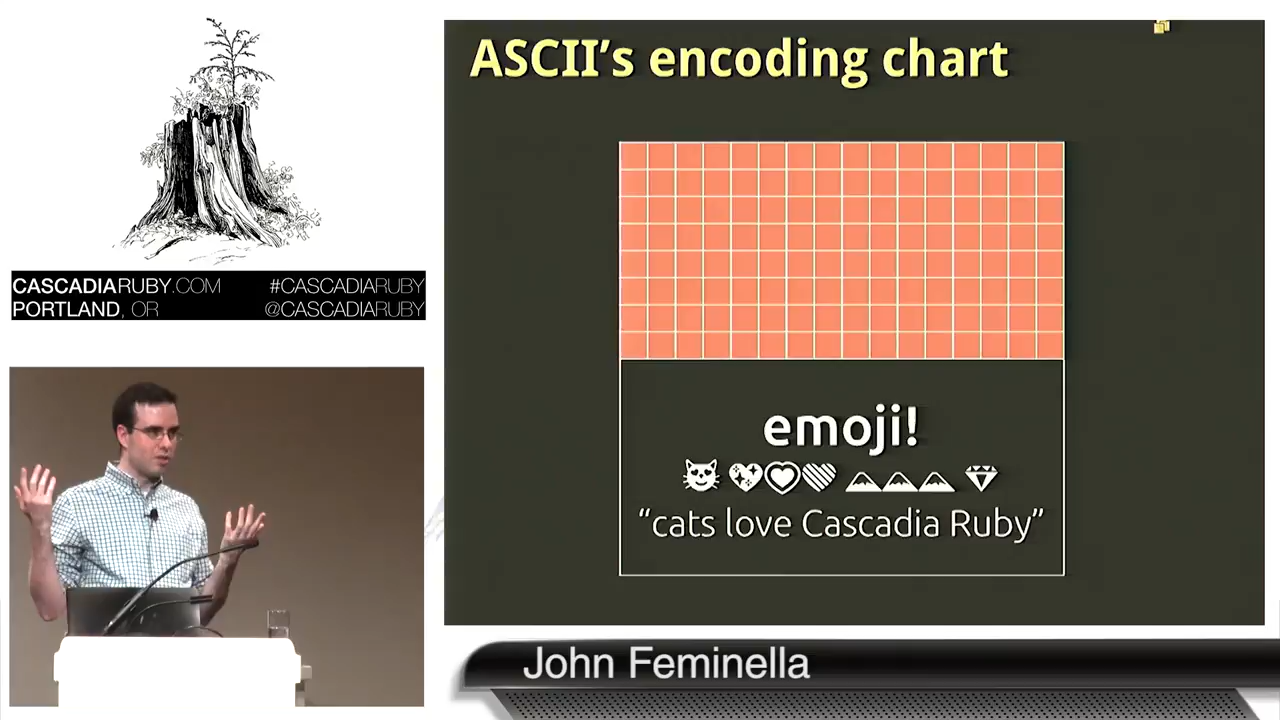 ASCII's encoding chart
emoji!
😻 💖💟💝 🗻🗻🗻 💎
“cats love Cascadia Ruby”
CASCADIARUBY.COM #CASCADIARUBY
PORTLAND, OR @CASCADIARUBY
John Feminella